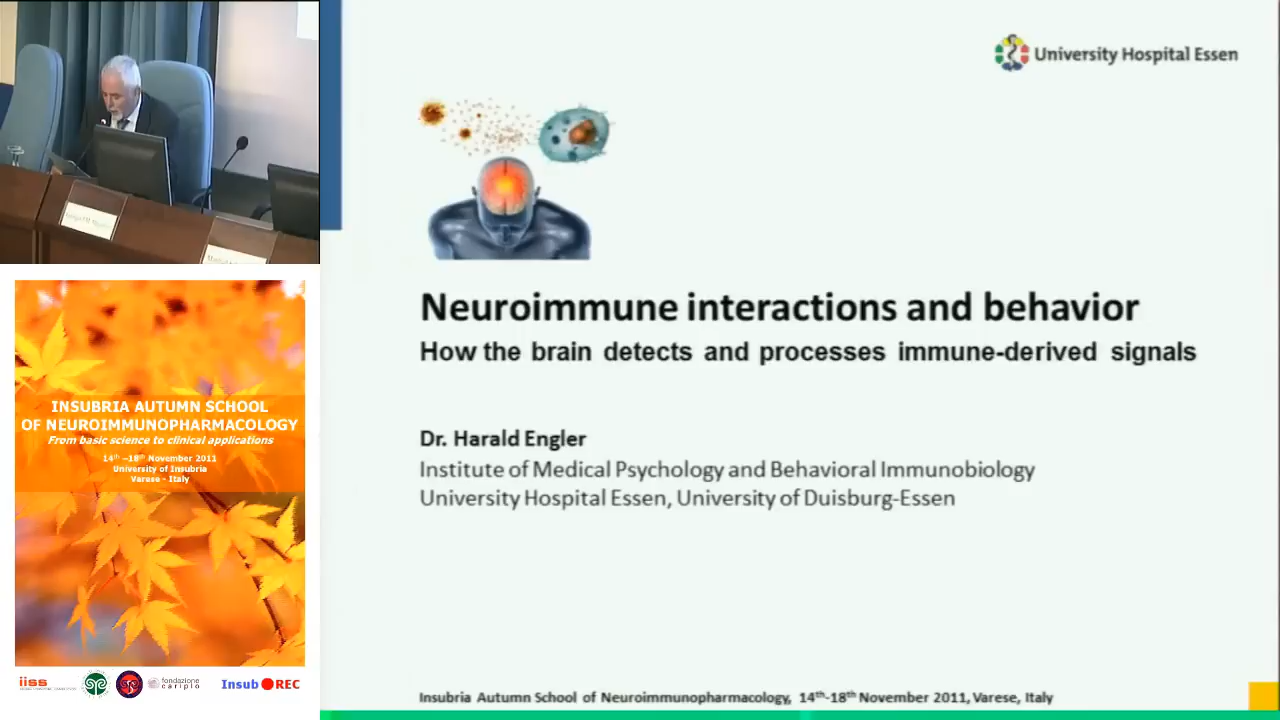 University Hospital Essen
Neuroimmune interactions and behavior
How the brain detects and processes immune-derived signals
Dr. Harald Engler
Institute of Medical Psychology and Behavioral Immunobiology
University Hospital Essen, University of Duisburg-Essen
Insubria Autumn School of Neuroimmunopharmacology, 14th-18th November 2011, Varese, Italy
INSUBRIA AUTUMN SCHOOL
OF NEUROIMMUNOPHARMACOLOGY
From basic science to clinical applications
14th –18th November 2011
University of Insubria
Varese - Italy
iiss
fondazione
cariplo
Insub REC